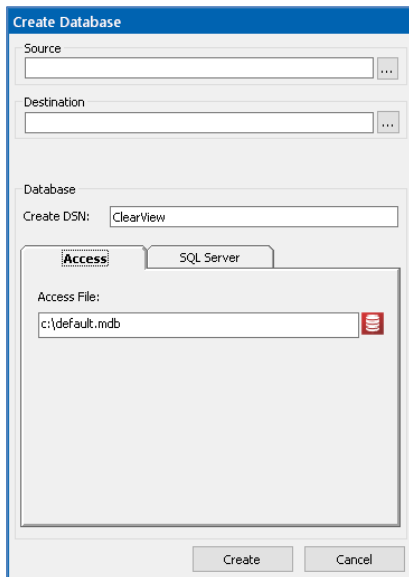 Create Database
Source
...
Destination
...
Database
Create DSN: ClearView
Access SQL Server
Access File:
c:\default.mdb
Create Cancel